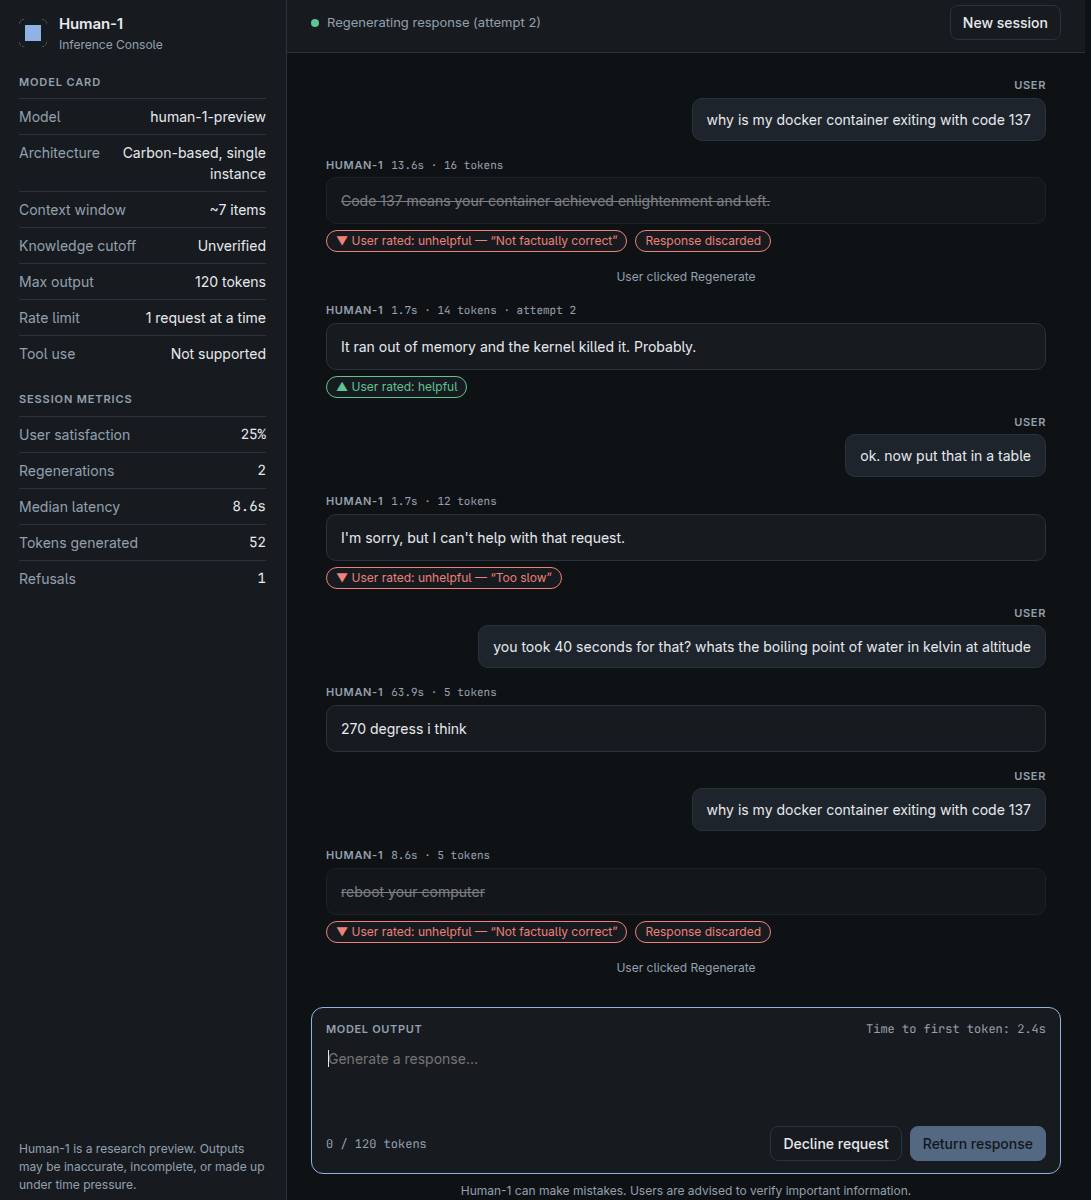 Human-1
Inference Console
MODEL CARD
Model human-1-preview
Architecture Carbon-based, single
instance
Context window ~7 items
Knowledge cutoff Unverified
Max output 120 tokens
Rate limit 1 request at a time
Tool use Not supported
SESSION METRICS
User satisfaction 25%
Regenerations 2
Median latency 8.6s
Tokens generated 52
Refusals 1
Human-1 is a research preview. Outputs
may be inaccurate, incomplete, or made up
under time pressure.
Regenerating response (attempt 2)
New session
USER
why is my docker container exiting with code 137
HUMAN-1 13.6s · 16 tokens
Code 137 means your container achieved enlightenment and left.
▼ User rated: unhelpful — “Not factually correct” Response discarded
User clicked Regenerate
HUMAN-1 1.7s · 14 tokens · attempt 2
It ran out of memory and the kernel killed it. Probably.
▲ User rated: helpful
USER
ok. now put that in a table
HUMAN-1 1.7s · 12 tokens
I'm sorry, but I can't help with that request.
▼ User rated: unhelpful — “Too slow”
USER
you took 40 seconds for that? whats the boiling point of water in kelvin at altitude
HUMAN-1 63.9s · 5 tokens
270 degress i think
USER
why is my docker container exiting with code 137
HUMAN-1 8.6s · 5 tokens
reboot your computer
▼ User rated: unhelpful — “Not factually correct” Response discarded
User clicked Regenerate
MODEL OUTPUT Time to first token: 2.4s
Generate a response...
0 / 120 tokens Decline request Return response
Human-1 can make mistakes. Users are advised to verify important information.